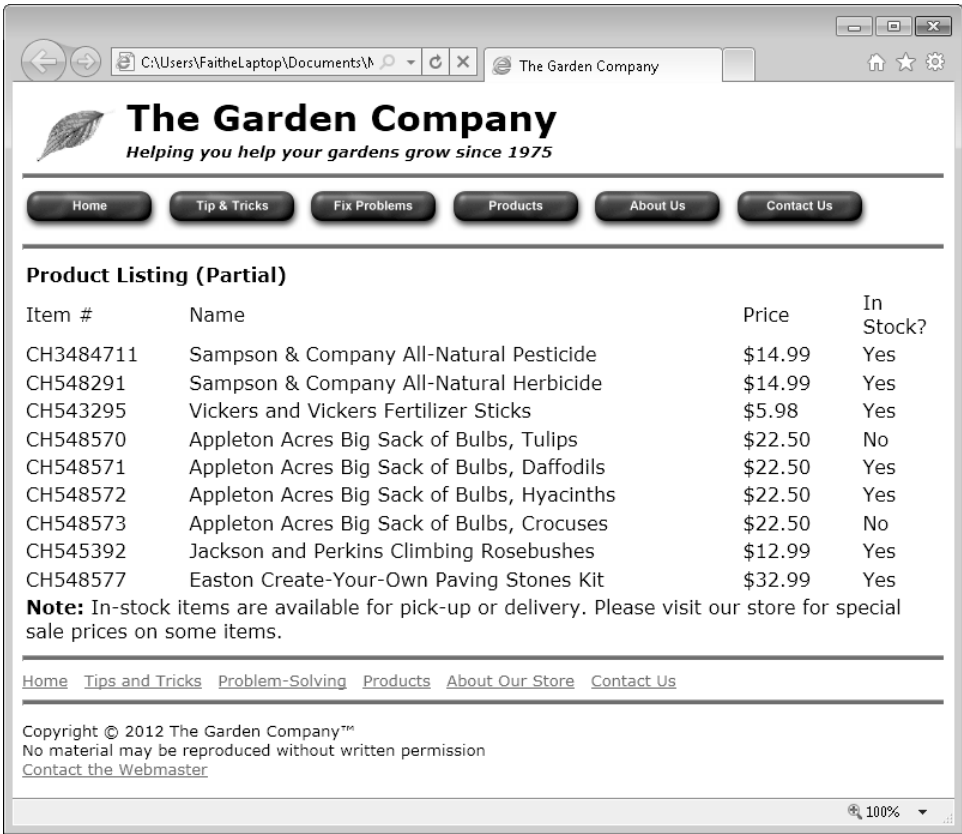 C:\Users\FaitheLaptop\Documents\
The Garden Company
The Garden Company
Helping you help your gardens grow since 1975
Home Tip & Tricks Fix Problems Products About Us Contact Us
Product Listing (Partial)
Item # Name Price In Stock?
CH3484711 Sampson & Company All-Natural Pesticide $14.99 Yes
CH548291 Sampson & Company All-Natural Herbicide $14.99 Yes
CH543295 Vickers and Vickers Fertilizer Sticks $5.98 Yes
CH548570 Appleton Acres Big Sack of Bulbs, Tulips $22.50 No
CH548571 Appleton Acres Big Sack of Bulbs, Daffodils $22.50 Yes
CH548572 Appleton Acres Big Sack of Bulbs, Hyacinths $22.50 Yes
CH548573 Appleton Acres Big Sack of Bulbs, Crocuses $22.50 No
CH545392 Jackson and Perkins Climbing Rosebushes $12.99 Yes
CH548577 Easton Create-Your-Own Paving Stones Kit $32.99 Yes
Note: In-stock items are available for pick-up or delivery. Please visit our store for special
sale prices on some items.
Home Tips and Tricks Problem-Solving Products About Our Store Contact Us
Copyright © 2012 The Garden Company™
No material may be reproduced without written permission
Contact the Webmaster
100%